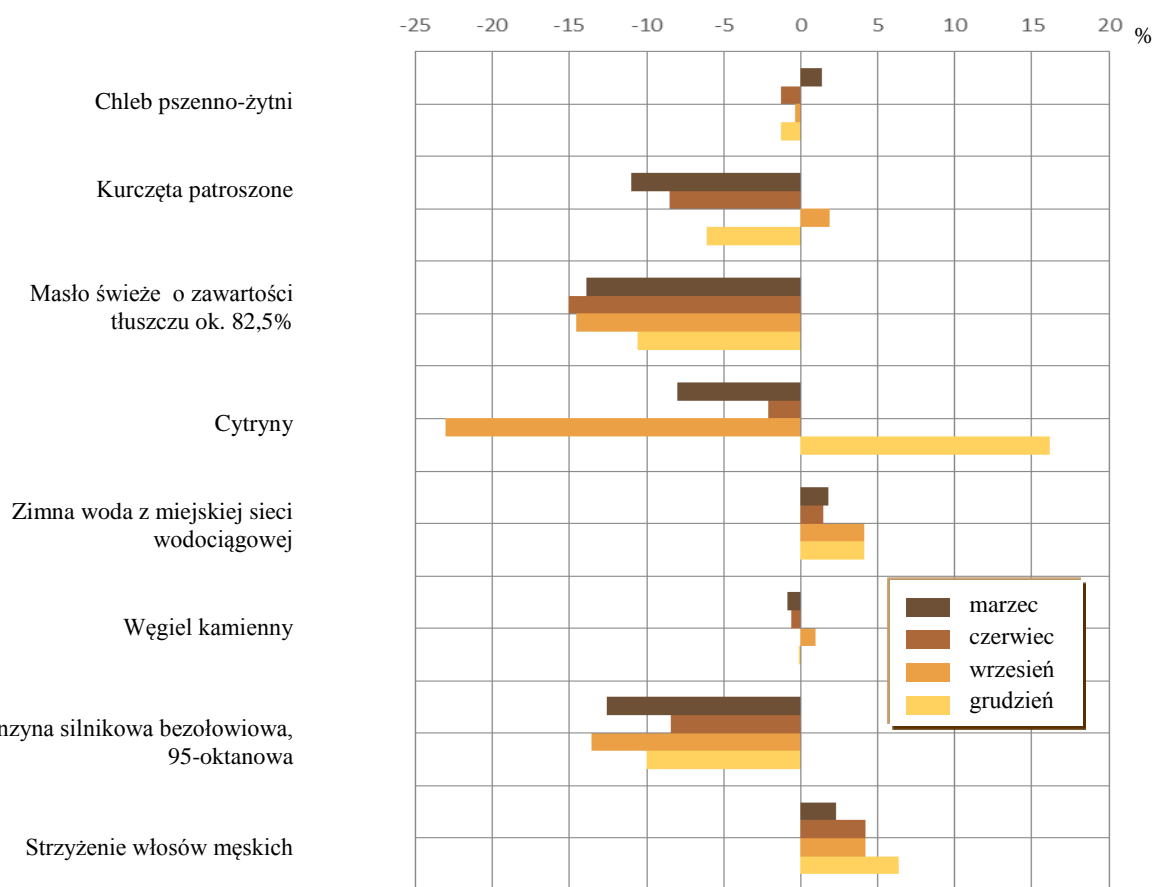 -25 -20 -15 -10 -5 0 5 10 15 20 %
Chleb pszenno-żytni
Kurczęta patroszone
Masło świeże o zawartości
tłuszczu ok. 82,5%
Cytryny
Zimna woda z miejskiej sieci
wodociągowej
Węgiel kamienny
nzyna silnikowa bezołowiowa,
95-oktanowa
Strzyżenie włosów męskich
marzec
czerwiec
wrzesień
grudzień